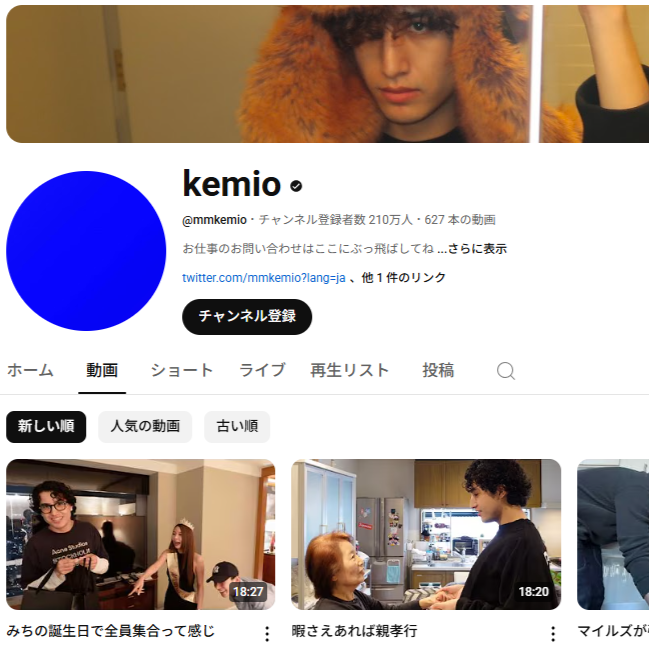 kemio
@mmkemio・チャンネル登録者数 210万人・627 本の動画
お仕事のお問い合わせはここにぶっ飛ばしてね ...さらに表示
twitter.com/mmkemio?lang=ja 、他 1 件のリンク
チャンネル登録
ホーム 動画 ショート ライブ 再生リスト 投稿
新しい順 人気の動画 古い順
Acne Studios
STOCKHOLM
18:27 18:20
みちの誕生日で全員集合って感じ 暇さえあれば親孝行 マイルズが